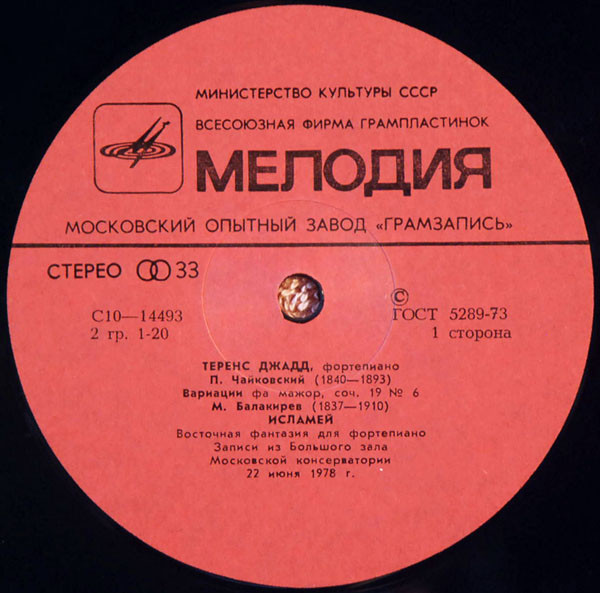 МИНИСТЕРСТВО КУЛЬТУРЫ СССР
ВСЕСОЮЗНАЯ ФИРМА ГРАМПЛАСТИНОК
МЕЛОДИЯ
МОСКОВСКИЙ ОПЫТНЫЙ ЗАВОД «ГРАМЗАПИСЬ»
СТЕРЕО 33
С10—14493
2 гр. 1-20
©
ГОСТ 5289-73
1 сторона
ТЕРЕНС ДЖАДД, фортепиано
П. Чайковский (1840—1893)
Вариации фа мажор, соч. 19 № 6
М. Балакирев (1837—1910)
ИСЛАМЕЙ
Восточная фантазия для фортепиано
Записи из Большого зала
Московской консерватории
22 июня 1978 г.